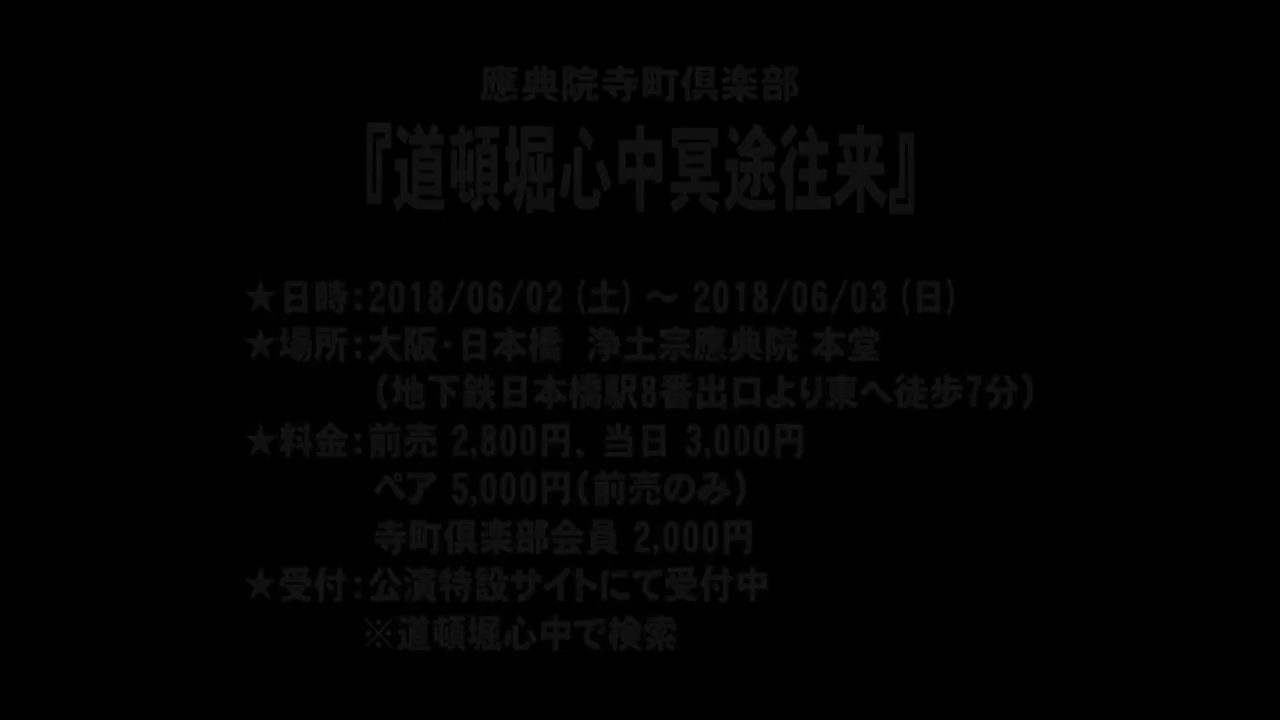 應典院寺町倶楽部
『道頓堀心中冥途往来』
★日時：2018/06/02（土）～ 2018/06/03（日）
★場所：大阪・日本橋　浄土宗應典院 本堂
（地下鉄日本橋駅8番出口より東へ徒歩7分）
★料金：前売 2,800円、当日 3,000円
ペア 5,000円（前売のみ）
寺町倶楽部会員 2,000円
★受付：公演特設サイトにて受付中
※道頓堀心中で検索